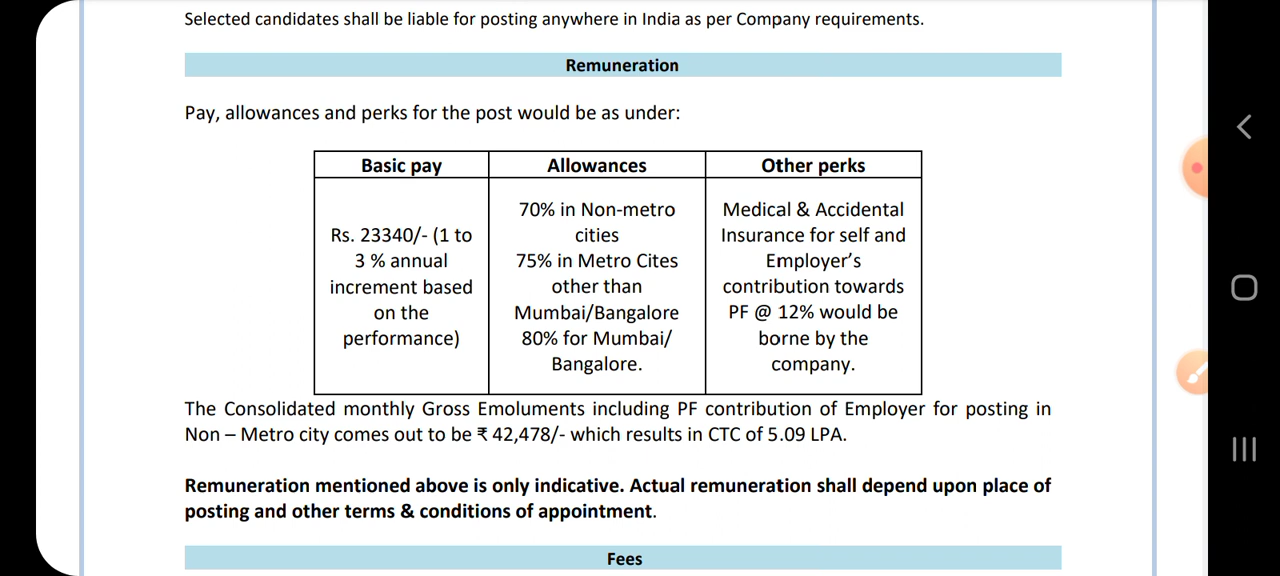 Selected candidates shall be liable for posting anywhere in India as per Company requirements.
Remuneration
Pay, allowances and perks for the post would be as under:
Basic pay
Allowances
Other perks
Rs. 23340/- (1 to
3 % annual
increment based
on the
performance)
70% in Non-metro
cities
75% in Metro Cites
other than
Mumbai/Bangalore
80% for Mumbai/
Bangalore.
Medical & Accidental
Insurance for self and
Employer's
contribution towards
PF @ 12% would be
borne by the
company.
The Consolidated monthly Gross Emoluments including PF contribution of Employer for posting in
Non – Metro city comes out to be ₹ 42,478/- which results in CTC of 5.09 LPA.
Remuneration mentioned above is only indicative. Actual remuneration shall depend upon place of
posting and other terms & conditions of appointment.
Fees